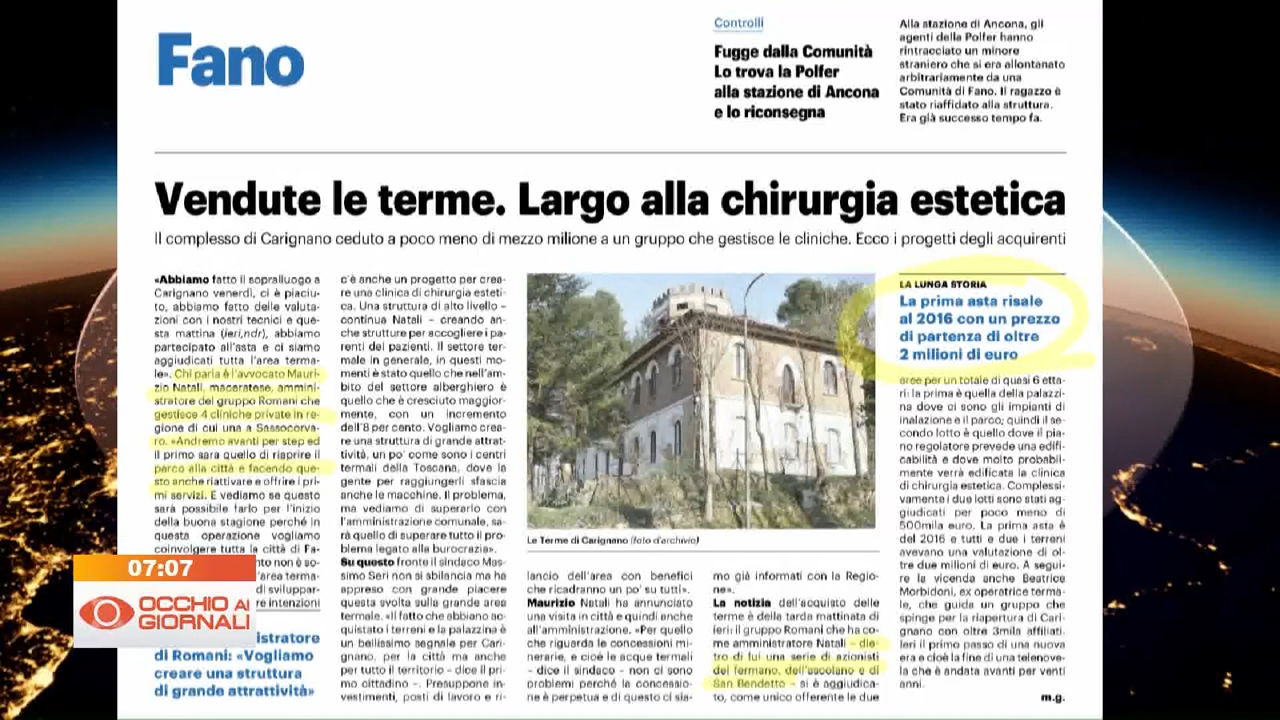 Fano
Controlli
Fugge dalla Comunità
Lo trova la Polfer
alla stazione di Ancona
e lo riconsegna
Alla stazione di Ancona, gli
agenti della Polfer hanno
rintracciato un minore
straniero che si era allontanato
arbitrariamente da una
Comunità di Fano. Il ragazzo è
stato riaffidato alla struttura.
Era già successo tempo fa.
Vendute le terme. Largo alla chirurgia estetica
Il complesso di Carignano ceduto a poco meno di mezzo milione a un gruppo che gestisce le cliniche. Ecco i progetti degli acquirenti
«Abbiamo fatto il sopralluogo a
Carignano venerdì, ci è piaciu-
to, abbiamo fatto delle valuta-
zioni con i nostri tecnici e que-
sta mattina (ieri,ndr), abbiamo
partecipato all'asta e ci siamo
aggiudicati tutta l'area terma-
le». Chi parla è l'avvocato Mauri-
zio Natali, maceratese, ammini-
stratore del gruppo Romani che
gestisce 4 cliniche private in re-
gione di cui una a Sassocorva-
ro. «Andremo avanti per step ed
il primo sarà quello di riaprire il
parco alla città e facendo que-
sto anche riattivare e offrire i pri-
mi servizi. E vediamo se questo
sarà possibile farlo per l'inizio
della buona stagione perché in
questa operazione vogliamo
coinvolgere tutta la città di Fa-
nto non è so-
'area terma-
di sviluppar-
re intenzioni
istratore
di Romani: «Vogliamo
creare una struttura
di grande attrattività»
c'è anche un progetto per crea-
re una clinica di chirurgia esteti-
ca. Una struttura di alto livello –
continua Natali – creando an-
che strutture per accogliere i pa-
renti dei pazienti. Il settore ter-
male in generale, in questi mo-
menti è stato quello che nell'am-
bito del settore alberghiero è
quello che è cresciuto maggior-
mente, con un incremento
dell'8 per cento. Vogliamo crea-
re una struttura di grande attrat-
tività, un po' come sono i centri
termali della Toscana, dove la
gente per raggiungerli sfascia
anche le macchine. Il problema,
ma vediamo di superarlo con
l'amministrazione comunale, sa-
rà quello di superare tutto il pro-
blema legato alla burocrazia».
Su questo fronte il sindaco Mas-
simo Seri non si sbilancia ma ha
appreso con grande piacere
questa svolta sulla grande area
termale. «Il fatto che abbiano ac-
quistato i terreni e la palazzina è
un bellissimo segnale per Cari-
gnano, per la città ma anche
per tutto il territorio – dice il pri-
mo cittadino –. Presuppone in-
vestimenti, posti di lavoro e ri-
Le Terme di Carignano (foto d'archivio)
lancio dell'area con benefici
che ricadranno un po' su tutti».
Maurizio Natali ha annunciato
una visita in città e quindi anche
all'amministrazione. «Per quello
che riguarda le concessioni mi-
nerarie, e cioè le acque termali
– dice il sindaco – non ci sono
problemi perché la concessio-
ne è perpetua e di questo ci sia-
mo già informati con la Regio-
ne».
La notizia dell'acquisto delle
terme è della tarda mattinata di
ieri: il gruppo Romani che ha co-
me amministratore Natali – die-
tro di lui una serie di azionisti
del fermano, dell'ascolano e di
San Bendetto – si è aggiudica-
to, come unico offerente le due
LA LUNGA STORIA
La prima asta risale
al 2016 con un prezzo
di partenza di oltre
2 milioni di euro
aree per un totale di quasi 6 etta-
ri: la prima è quella della palazzi-
na dove ci sono gli impianti di
inalazione e il parco; quindi il se-
condo lotto è quello dove il pia-
no regolatore prevede una edifi-
cabilità e dove molto probabil-
mente verrà edificata la clinica
di chirurgia estetica. Complessi-
vamente i due lotti sono stati ag-
giudicati per poco meno di
500mila euro. La prima asta è
del 2016 e tutti e due i terreni
avevano una valutazione di ol-
tre due milioni di euro. A segui-
re la vicenda anche Beatrice
Morbidoni, ex operatrice terma-
le, che guida un gruppo che
spinge per la riapertura di Cari-
gnano con oltre 3mila affiliati.
Ieri il primo passo di una nuova
era e cioè la fine di una telenove-
la che è andata avanti per venti
anni.
m.g.
07:07
OCCHIO AI
GIORNALI